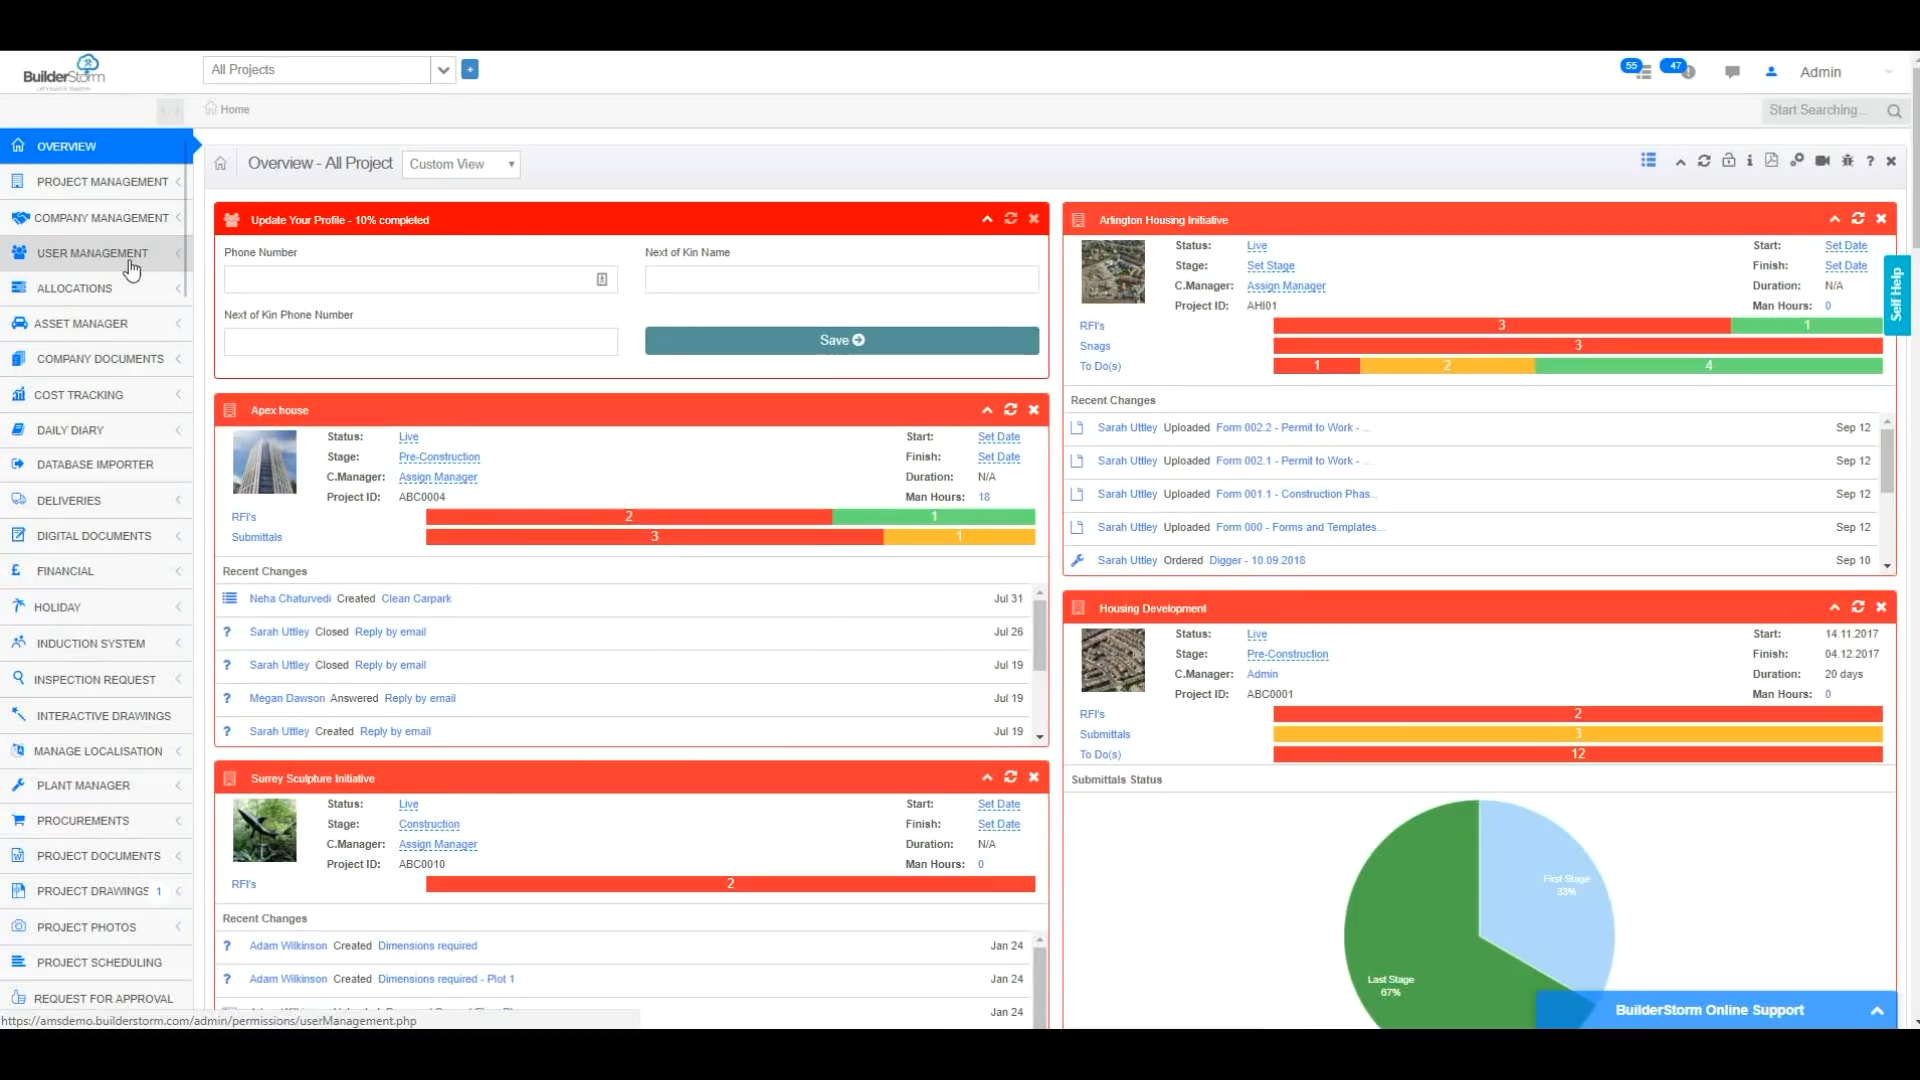 BuilderStorm
All Projects
+
55
47
Admin
Home
Start Searching...
OVERVIEW
PROJECT MANAGEMENT
COMPANY MANAGEMENT
USER MANAGEMENT
ALLOCATIONS
ASSET MANAGER
COMPANY DOCUMENTS
COST TRACKING
DAILY DIARY
DATABASE IMPORTER
DELIVERIES
DIGITAL DOCUMENTS
FINANCIAL
HOLIDAY
INDUCTION SYSTEM
INSPECTION REQUEST
INTERACTIVE DRAWINGS
MANAGE LOCALISATION
PLANT MANAGER
PROCUREMENTS
PROJECT DOCUMENTS
PROJECT DRAWINGS 1
PROJECT PHOTOS
PROJECT SCHEDULING
REQUEST FOR APPROVAL
https://amsdemo.builderstorm.com/admin/permissions/userManagement.php
Overview - All Project
Custom View
Update Your Profile - 10% completed
Phone Number
Next of Kin Name
Next of Kin Phone Number
Save
Apex house
Status: Live
Start: Set Date
Stage: Pre-Construction
Finish: Set Date
C.Manager: Assign Manager
Duration: N/A
Project ID: ABC0004
Man Hours: 18
RFI's 2 1
Submittals 3 1
Recent Changes
Neha Chaturvedi Created Clean Carpark Jul 31
Sarah Uttley Closed Reply by email Jul 26
Sarah Uttley Closed Reply by email Jul 19
Megan Dawson Answered Reply by email Jul 19
Sarah Uttley Created Reply by email Jul 19
Surrey Sculpture Initiative
Status: Live
Start: Set Date
Stage: Construction
Finish: Set Date
C.Manager: Assign Manager
Duration: N/A
Project ID: ABC0010
Man Hours: 0
RFI's 2
Recent Changes
Adam Wilkinson Created Dimensions required Jan 24
Adam Wilkinson Created Dimensions required - Plot 1 Jan 24
Jan 24
Arlington Housing Initiative
Status: Live
Start: Set Date
Stage: Set Stage
Finish: Set Date
C.Manager: Assign Manager
Duration: N/A
Project ID: AHI01
Man Hours: 0
RFI's 3 1
Snags 3
To Do(s) 1 2 4
Recent Changes
Sarah Uttley Uploaded Form 002.2 - Permit to Work - ... Sep 12
Sarah Uttley Uploaded Form 002.1 - Permit to Work - ... Sep 12
Sarah Uttley Uploaded Form 001.1 - Construction Phas... Sep 12
Sarah Uttley Uploaded Form 000 - Forms and Templates... Sep 12
Sarah Uttley Ordered Digger - 10.09.2018 Sep 10
Housing Development
Status: Live
Start: 14.11.2017
Stage: Pre-Construction
Finish: 04.12.2017
C.Manager: Admin
Duration: 20 days
Project ID: ABC0001
Man Hours: 0
RFI's 2
Submittals 3
To Do(s) 12
Submittals Status
First Stage
33%
Last Stage
67%
Self Help
BuilderStorm Online Support